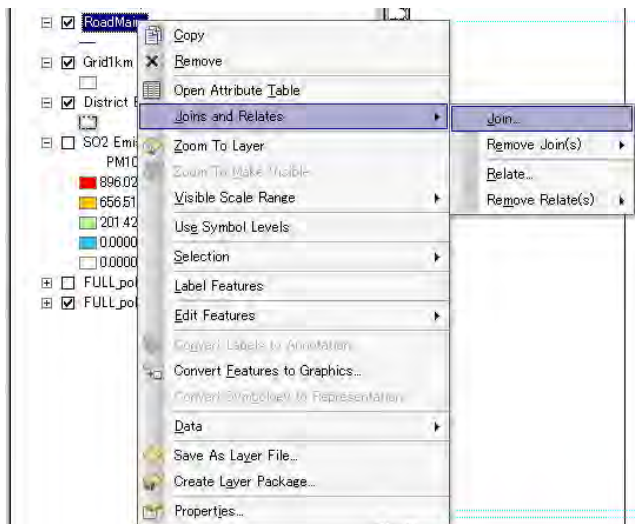 RoadMain
Grid1km
District
SO2 Emi
PM10
896.02
656.51
201.42
0.0000
0.0000
FULL_pol
FULL_pol
Copy
Remove
Open Attribute Table
Joins and Relates
Zoom To Layer
Zoom To Make Visible
Visible Scale Range
Use Symbol Levels
Selection
Label Features
Edit Features
Convert Labels to Annotation...
Convert Features to Graphics...
Convert Symbology to Representation...
Data
Save As Layer File...
Create Layer Package...
Properties...
Join...
Remove Join(s)
Relate...
Remove Relate(s)